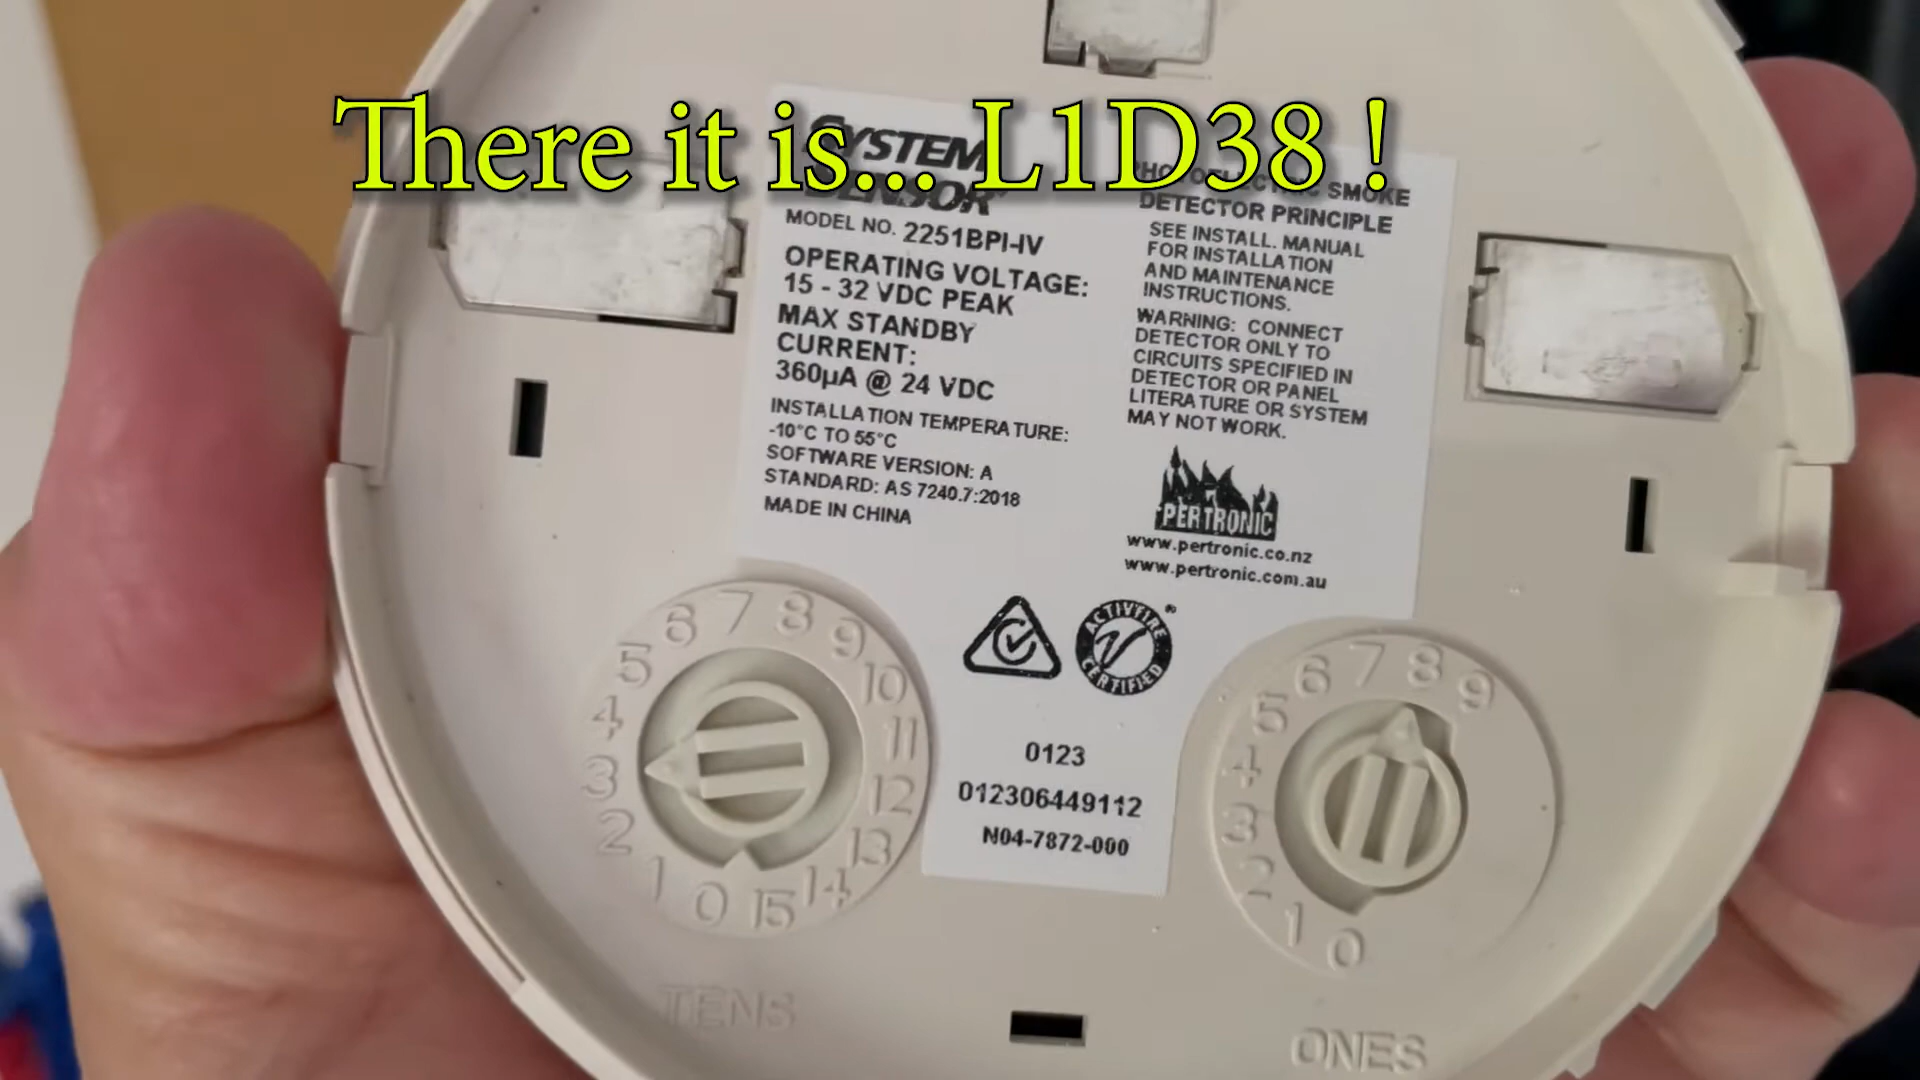 There it is... L1D38 !
SYSTEM
SENSOR
MODEL NO. 2251BPI-IV
OPERATING VOLTAGE:
15 - 32 VDC PEAK
MAX STANDBY
CURRENT:
360µA @ 24 VDC
INSTALLATION TEMPERATURE:
-10°C TO 55°C
SOFTWARE VERSION: A
STANDARD: AS 7240.7:2018
MADE IN CHINA
PHOTOELECTRIC SMOKE
DETECTOR PRINCIPLE
SEE INSTALL. MANUAL
FOR INSTALLATION
AND MAINTENANCE
INSTRUCTIONS.
WARNING: CONNECT
DETECTOR ONLY TO
CIRCUITS SPECIFIED IN
DETECTOR OR PANEL
LITERATURE OR SYSTEM
MAY NOT WORK.
PERTRONIC
www.pertronic.co.nz
www.pertronic.com.au
ACTIVFIRE ®
CERTIFIED
0123
012306449112
N04-7872-000
0 1 2 3 4 5 6 7 8 9 10 11 12 13 14 15
TENS
0 1 2 3 4 5 6 7 8 9
ONES